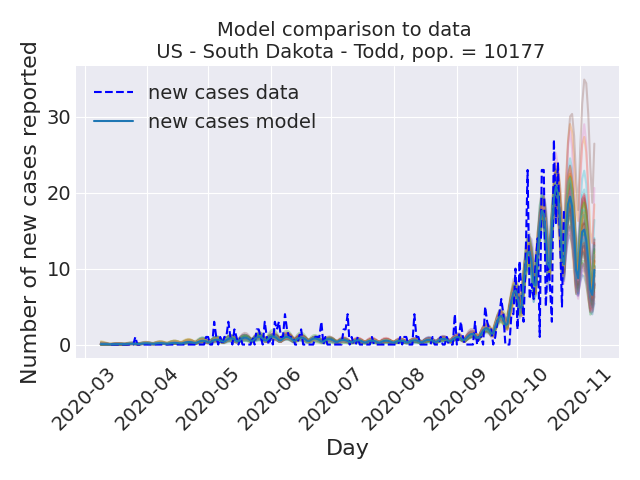 Model comparison to data
US - South Dakota - Todd, pop. = 10177
Number of new cases reported
30
20
10
0
new cases data
new cases model
2020-03
2020-04
2020-05
2020-06
2020-07
2020-08
2020-09
2020-10
2020-11
Day